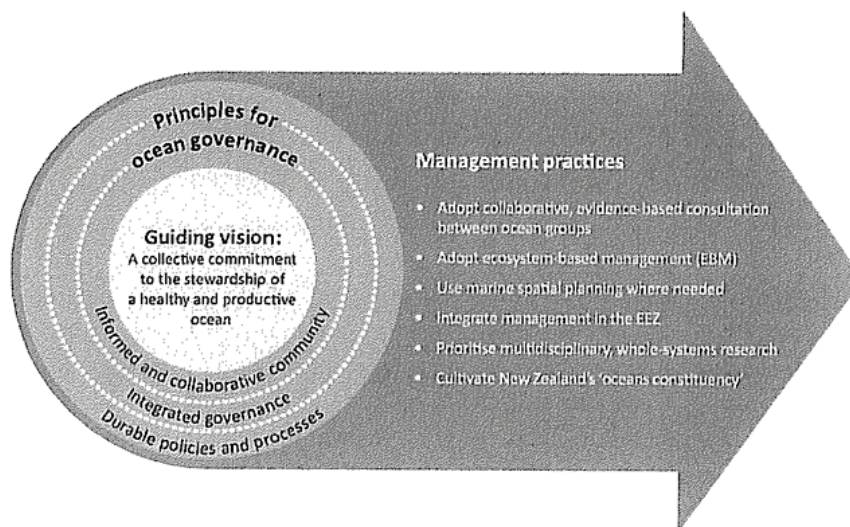 Principles for
ocean governance
Guiding vision:
A collective commitment
to the stewardship of
a healthy and productive
ocean
Informed and collaborative community
Integrated governance
Durable policies and processes
Management practices
• Adopt collaborative, evidence-based consultation
between ocean groups
• Adopt ecosystem-based management (EBM)
• Use marine spatial planning where needed
• Integrate management in the EEZ
• Prioritise multidisciplinary, whole-systems research
• Cultivate New Zealand's 'oceans constituency'